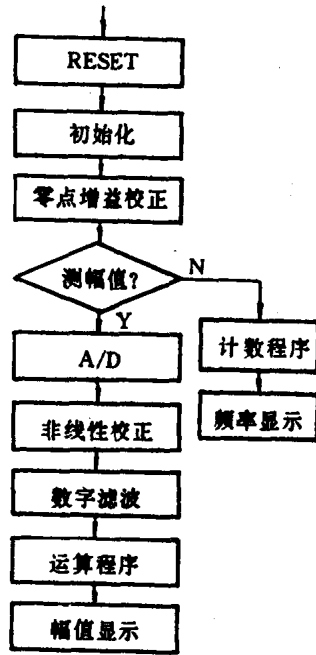 RESET
初始化
零点增益校正
测幅值?
N
Y
计数程序
A/D
频率显示
非线性校正
数字滤波
运算程序
幅值显示